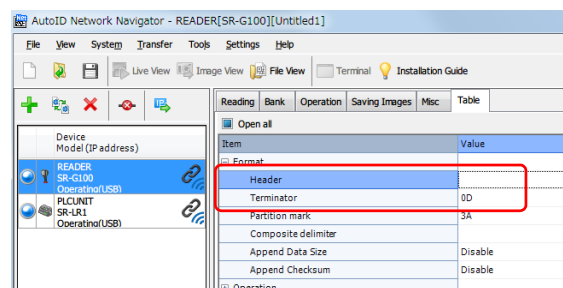 AutoID Network Navigator - READER[SR-G100][Untitled1]
File View System Transfer Tools Settings Help
Live View Image View File View Terminal Installation Guide
Reading Bank Operation Saving Images Misc Table
Open all
Device
Model (IP address)
READER
SR-G100
Operating(USB)
PLCUNIT
SR-LR1
Operating(USB)
Item Value
Format
Header
Terminator 0D
Partition mark 3A
Composite delimiter
Append Data Size Disable
Append Checksum Disable
Operation